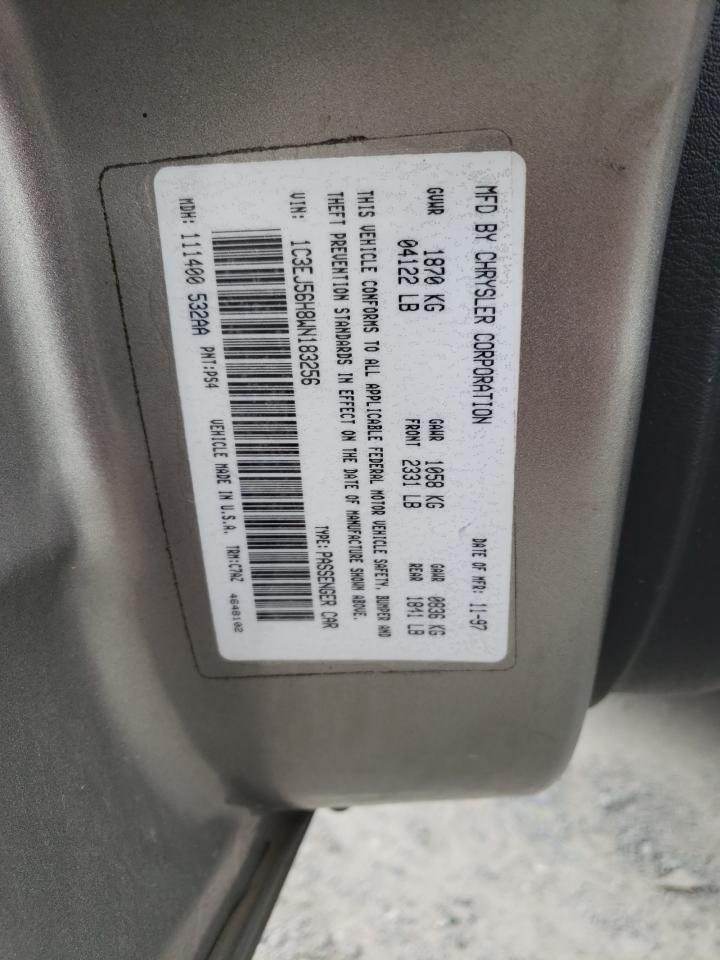 MFD BY CHRYSLER CORPORATION DATE OF MFR: 11-97
GVWR 1870 KG GAWR 1058 KG GAWR 0836 KG
04122 LB FRONT 2331 LB REAR 1841 LB
THIS VEHICLE CONFORMS TO ALL APPLICABLE FEDERAL MOTOR VEHICLE SAFETY, BUMPER AND
THEFT PREVENTION STANDARDS IN EFFECT ON THE DATE OF MANUFACTURE SHOWN ABOVE.
VIN: 1C3EJ56H8WN183256 TYPE: PASSENGER CAR
MDH: 111400 532AA PNT:PS4 VEHICLE MADE IN U.S.A. TRM:C7AZ 4648102